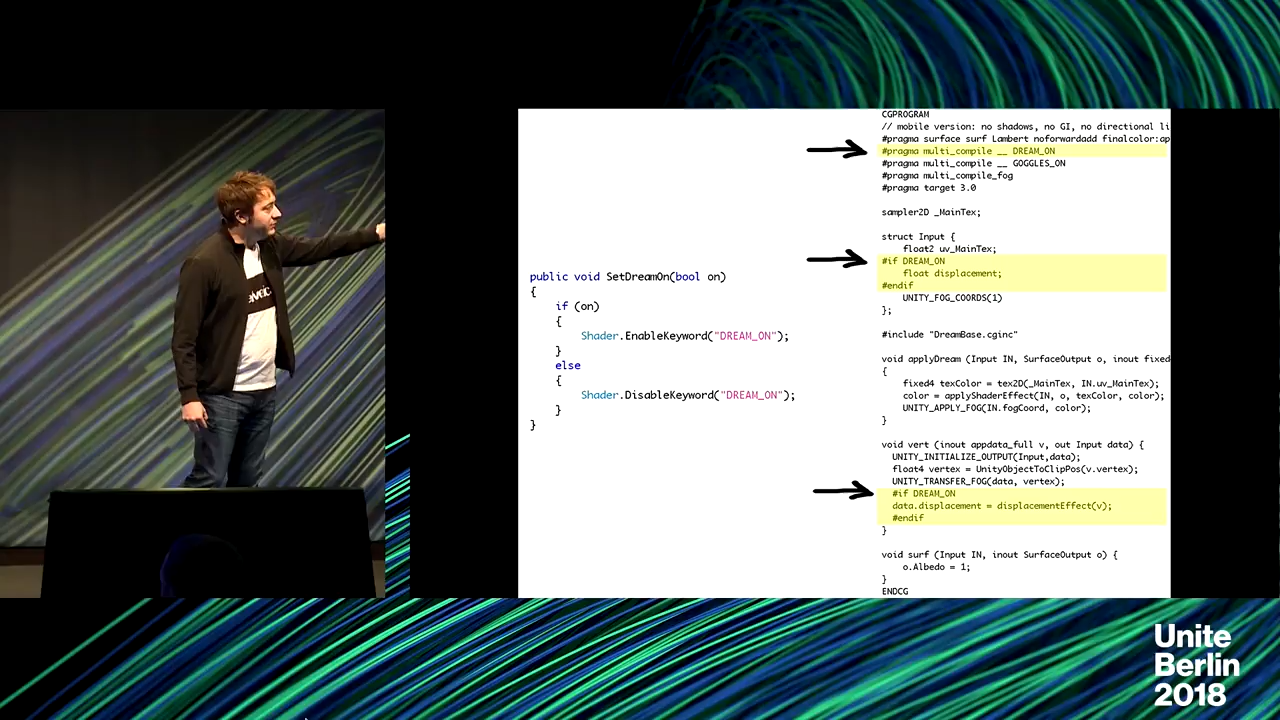 public void SetDreamOn(bool on)
{
if (on)
{
Shader.EnableKeyword("DREAM_ON");
}
else
{
Shader.DisableKeyword("DREAM_ON");
}
}
CGPROGRAM
// mobile version: no shadows, no GI, no directional li
#pragma surface surf Lambert noforwardadd finalcolor:ap
#pragma multi_compile __ DREAM_ON
#pragma multi_compile __ GOGGLES_ON
#pragma multi_compile_fog
#pragma target 3.0
sampler2D _MainTex;
struct Input {
float2 uv_MainTex;
#if DREAM_ON
float displacement;
#endif
UNITY_FOG_COORDS(1)
};
#include "DreamBase.cginc"
void applyDream (Input IN, SurfaceOutput o, inout fixed
{
fixed4 texColor = tex2D(_MainTex, IN.uv_MainTex);
color = applyShaderEffect(IN, o, texColor, color);
UNITY_APPLY_FOG(IN.fogCoord, color);
}
void vert (inout appdata_full v, out Input data) {
UNITY_INITIALIZE_OUTPUT(Input,data);
float4 vertex = UnityObjectToClipPos(v.vertex);
UNITY_TRANSFER_FOG(data, vertex);
#if DREAM_ON
data.displacement = displacementEffect(v);
#endif
}
void surf (Input IN, inout SurfaceOutput o) {
o.Albedo = 1;
}
ENDCG
Unite
Berlin
2018